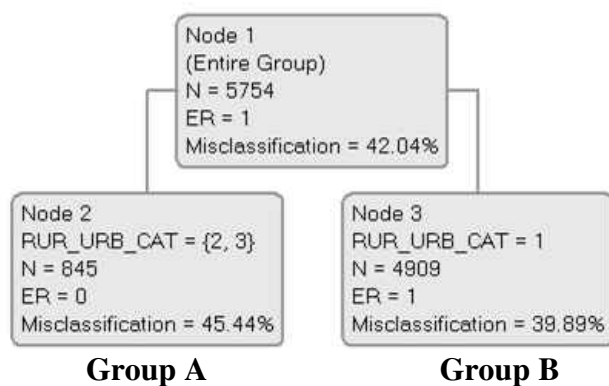 Node 1
(Entire Group)
N = 5754
ER = 1
Misclassification = 42.04%
Node 2
RUR_URB_CAT = {2, 3}
N = 845
ER = 0
Misclassification = 45.44%
Node 3
RUR_URB_CAT = 1
N = 4909
ER = 1
Misclassification = 39.89%
Group A
Group B